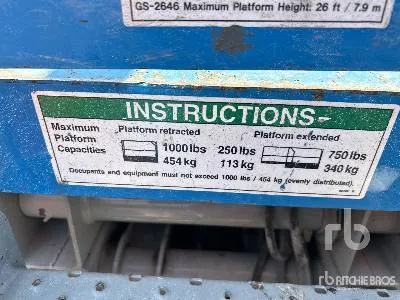 GS-2646 Maximum Platform Height: 26 ft / 7.9 m
INSTRUCTIONS
Maximum Platform Capacities
Platform retracted
1000 lbs
454 kg
Platform extended
250 lbs
113 kg
750 lbs
340 kg
Occupants and equipment must not exceed 1000 lbs / 454 kg (evenly distributed).
rb
RITCHIE BROS